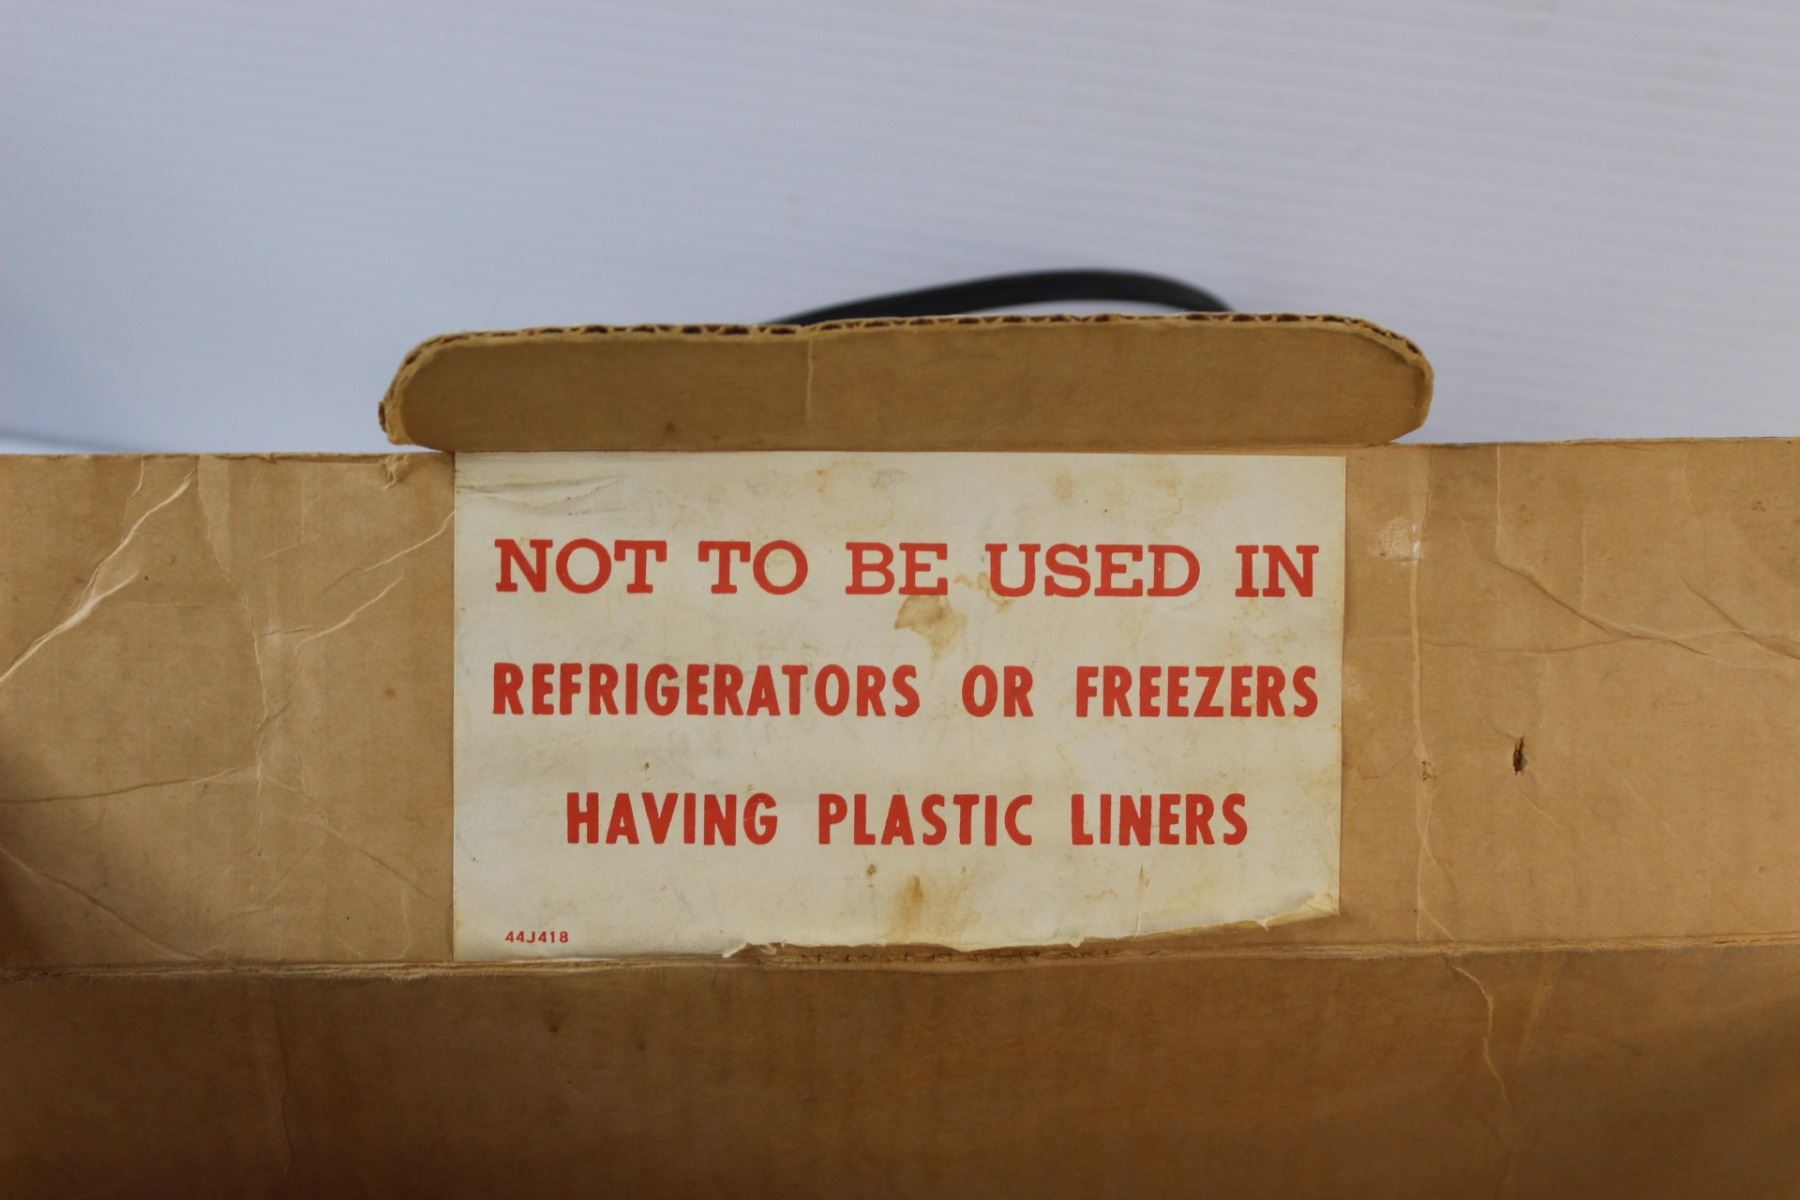 NOT TO BE USED IN
REFRIGERATORS OR FREEZERS
HAVING PLASTIC LINERS
44J418